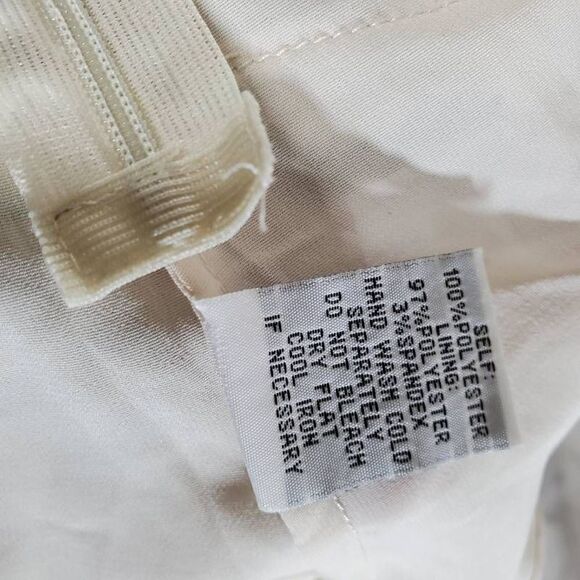 SELF:
100%POLYESTER
LINING:
97%POLYESTER
3%SPANDEX
HAND WASH COLD
SEPARATELY
DO NOT BLEACH
DRY FLAT
COOL IRON
IF NECESSARY